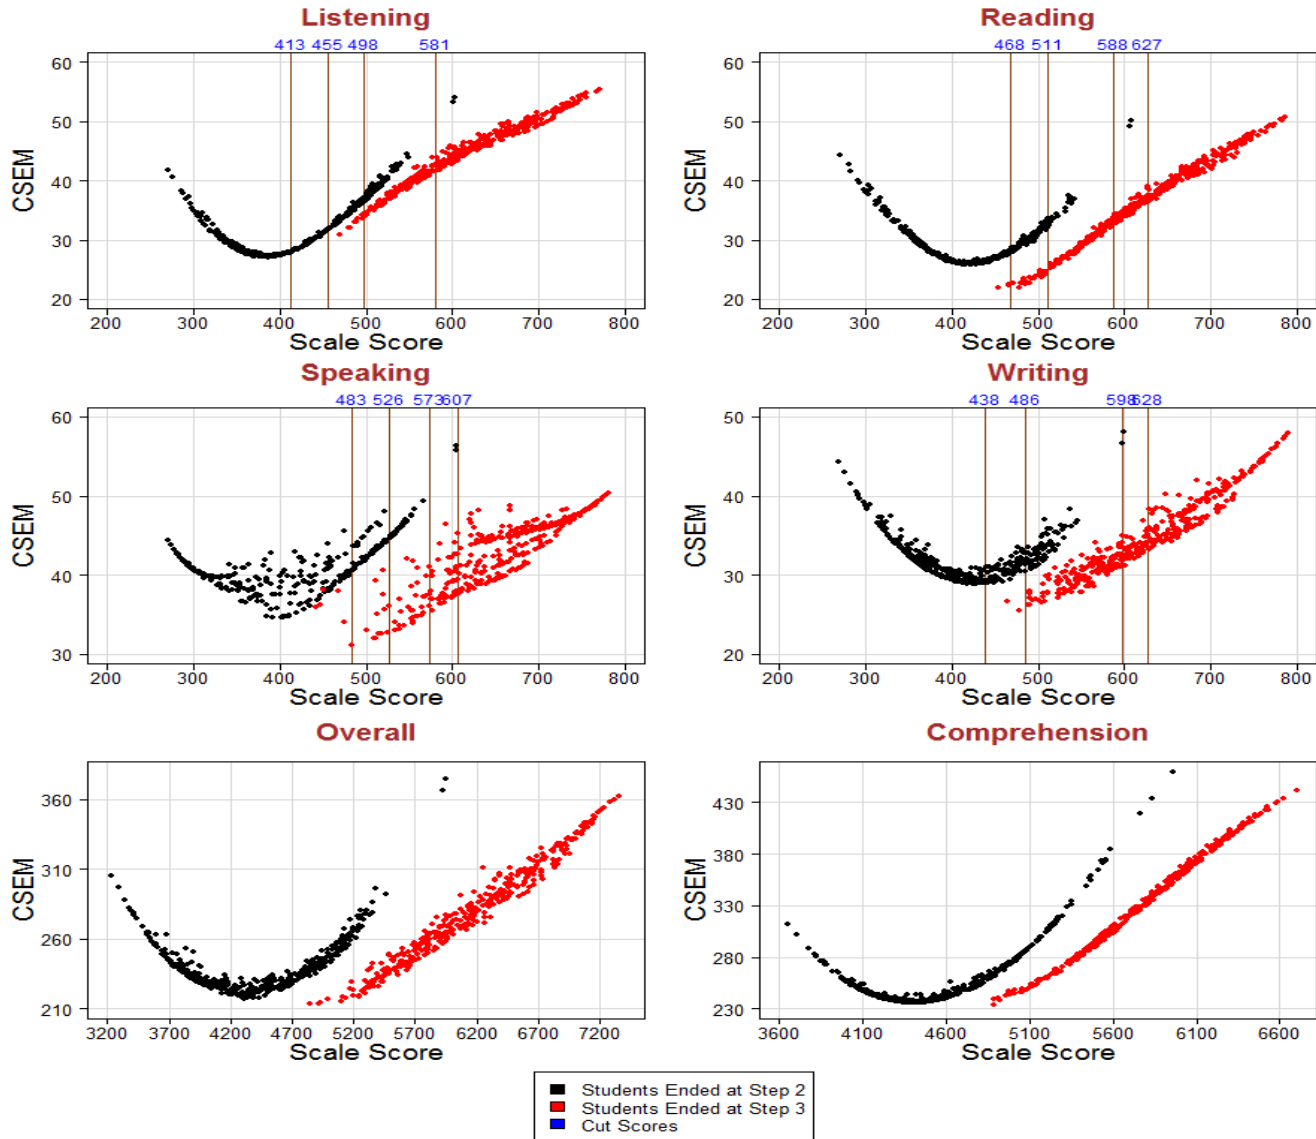 Listening
413 455 498 581
60
50
40
30
20
CSEM
200 300 400 500 600 700 800
Scale Score
Reading
468 511 588 627
60
50
40
30
20
CSEM
200 300 400 500 600 700 800
Scale Score
Speaking
483 526 573 607
60
50
40
30
CSEM
200 300 400 500 600 700 800
Scale Score
Writing
438 486 598 628
50
40
30
20
CSEM
200 300 400 500 600 700 800
Scale Score
Overall
360
310
260
210
CSEM
3200 3700 4200 4700 5200 5700 6200 6700 7200
Scale Score
Comprehension
430
380
330
280
230
CSEM
3600 4100 4600 5100 5600 6100 6600
Scale Score
Students Ended at Step 2
Students Ended at Step 3
Cut Scores